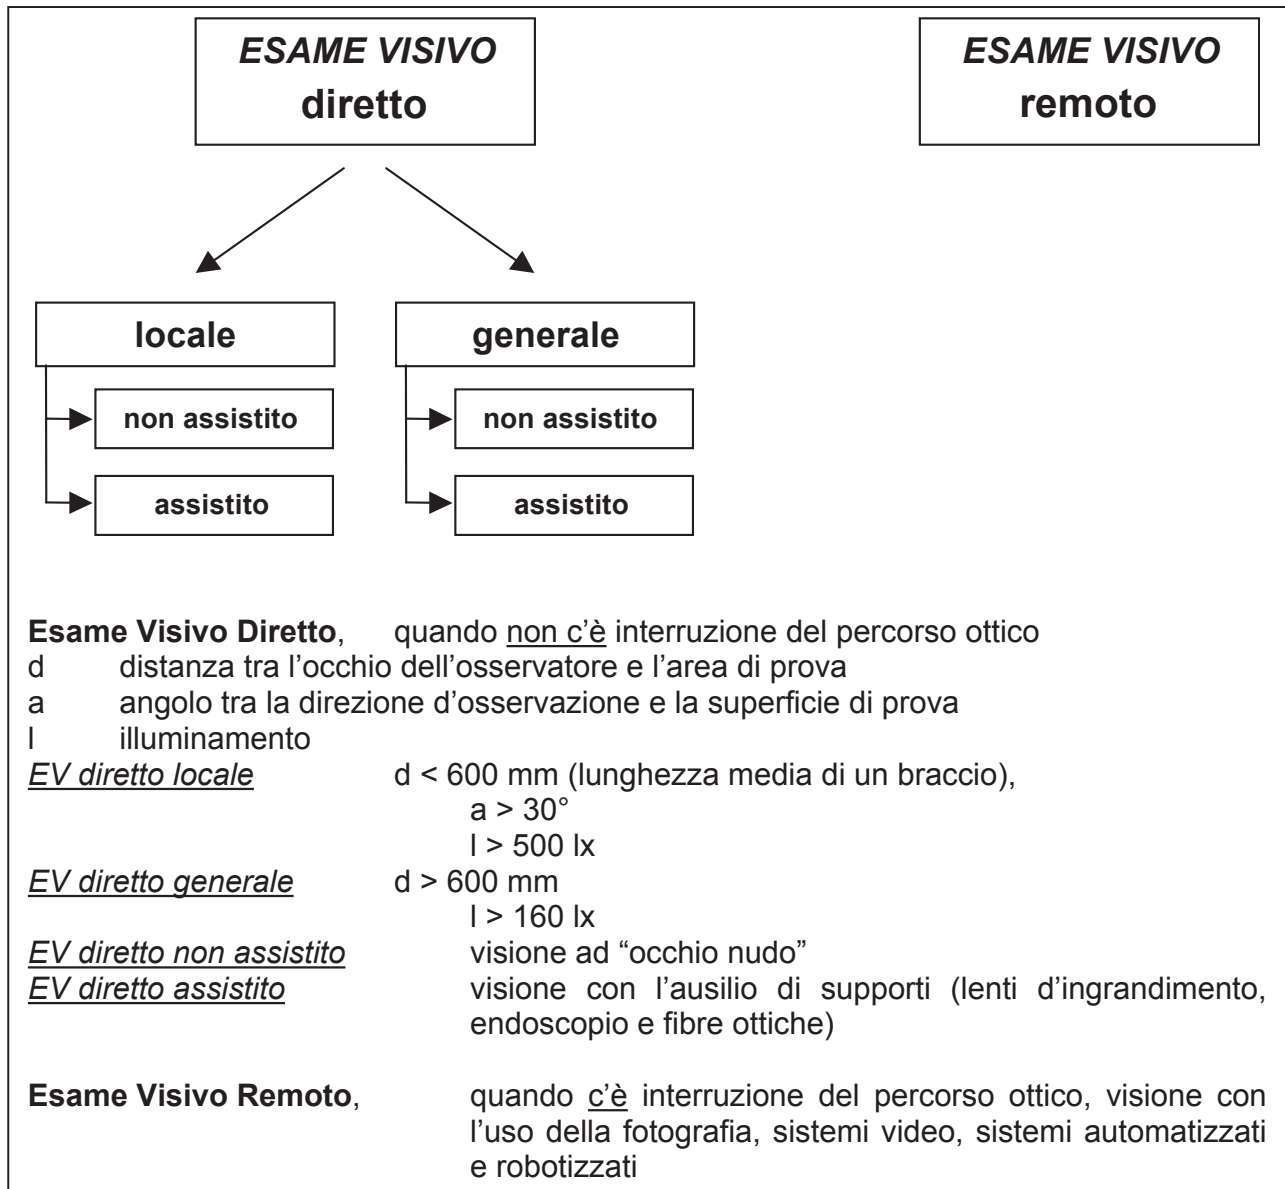 ESAME VISIVO
diretto
ESAME VISIVO
remoto
locale
generale
non assistito
non assistito
assistito
assistito
Esame Visivo Diretto, quando non c'è interruzione del percorso ottico
d distanza tra l'occhio dell'osservatore e l'area di prova
a angolo tra la direzione d'osservazione e la superficie di prova
l illuminamento
EV diretto locale d < 600 mm (lunghezza media di un braccio),
a > 30°
l > 500 lx
EV diretto generale d > 600 mm
l > 160 lx
EV diretto non assistito visione ad “occhio nudo”
EV diretto assistito visione con l'ausilio di supporti (lenti d'ingrandimento,
endoscopio e fibre ottiche)
Esame Visivo Remoto, quando c'è interruzione del percorso ottico, visione con
l'uso della fotografia, sistemi video, sistemi automatizzati
e robotizzati